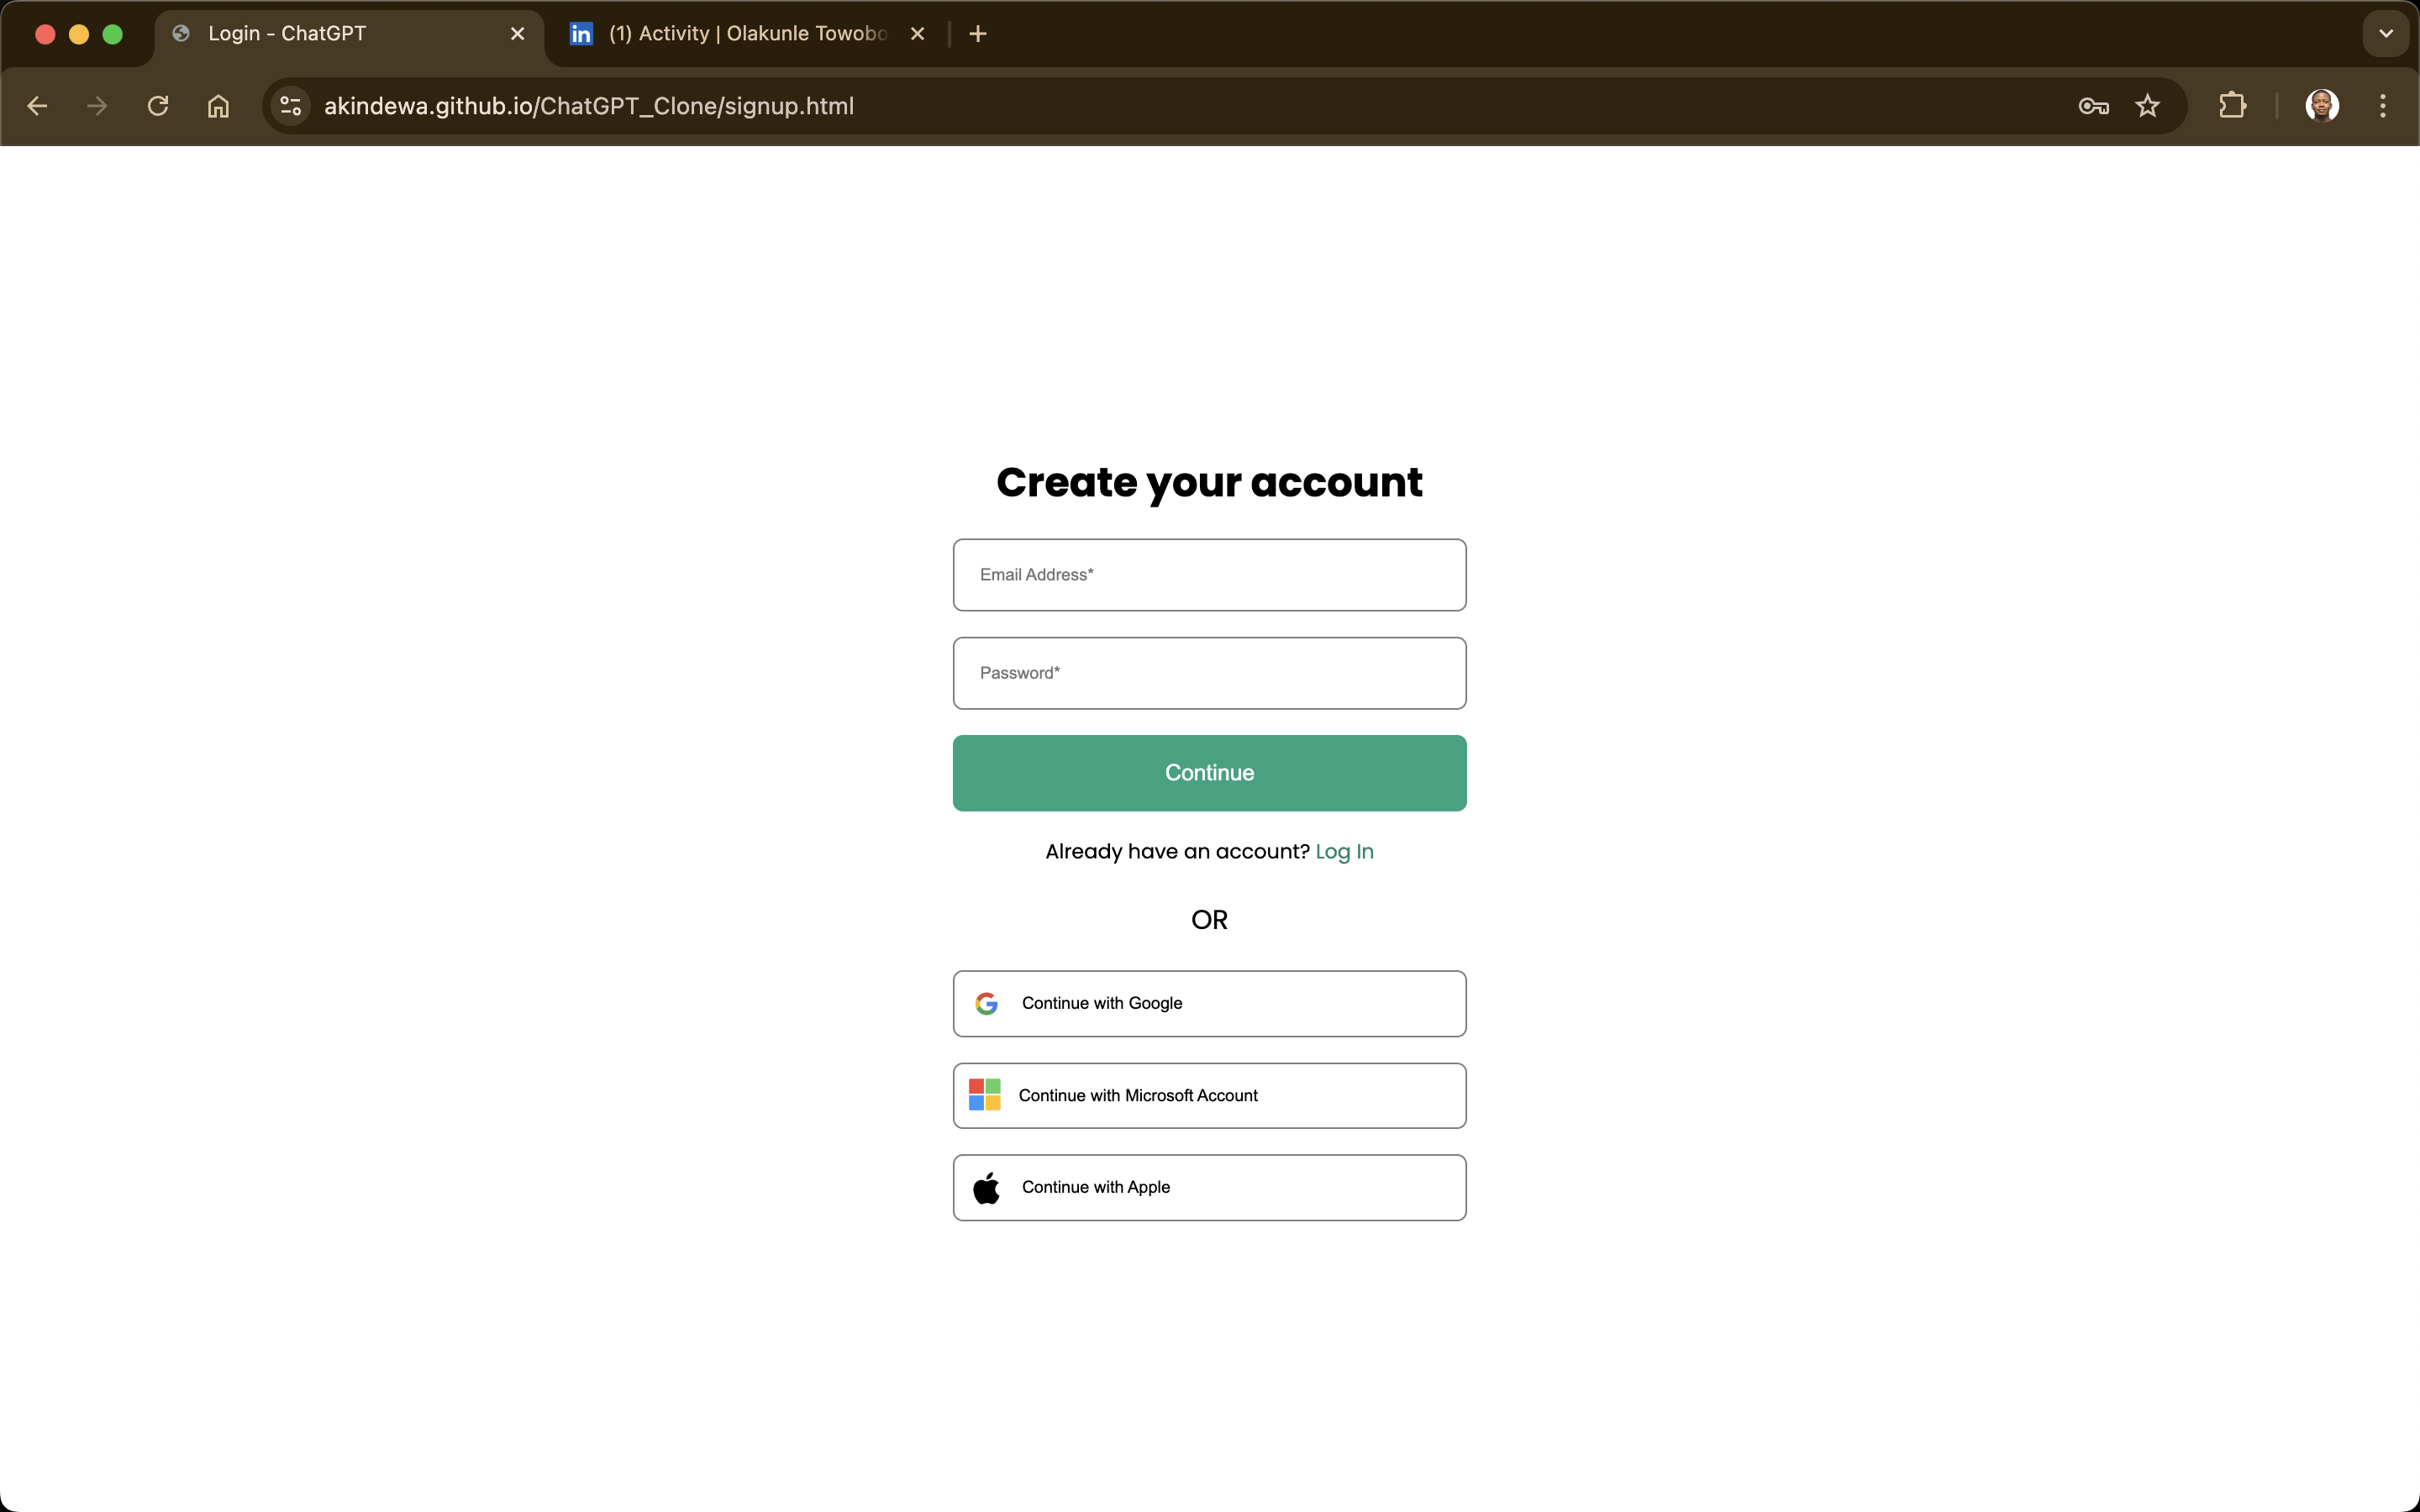 Login - ChatGPT
(1) Activity | Olakunle Towobo
akindewa.github.io/ChatGPT_Clone/signup.html
Create your account
Email Address*
Password*
Continue
Already have an account? Log In
OR
Continue with Google
Continue with Microsoft Account
Continue with Apple